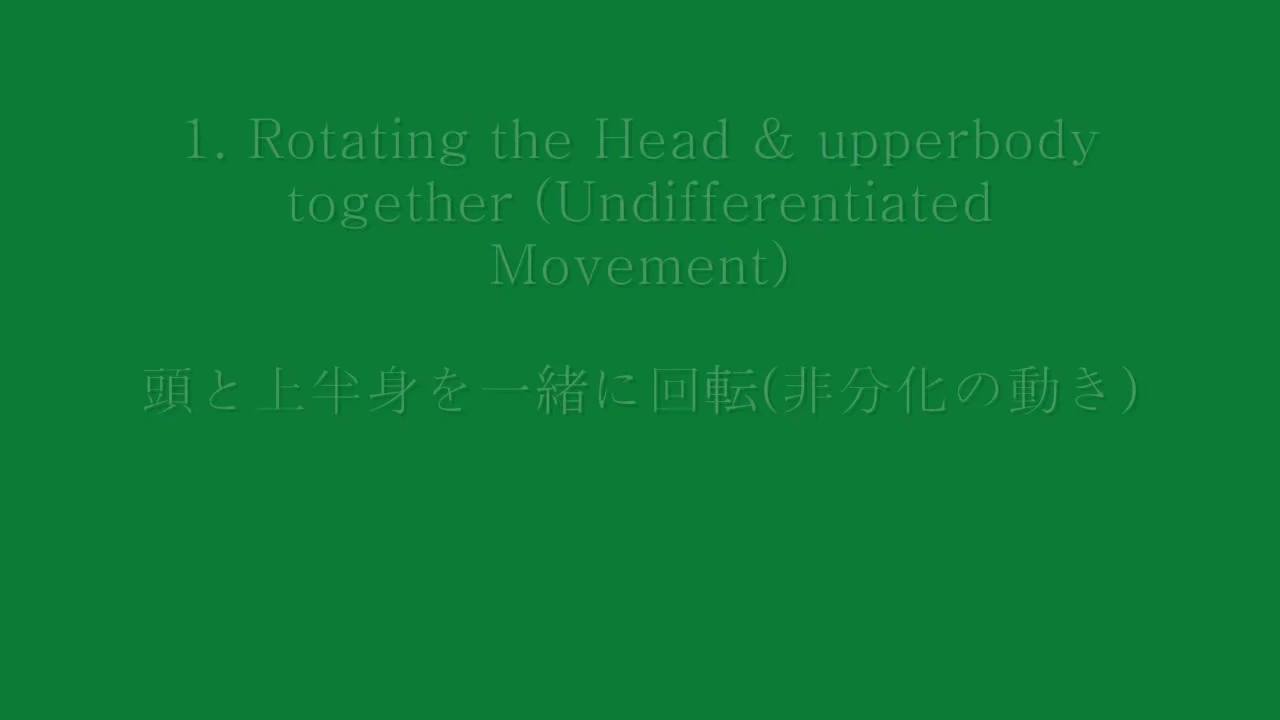 1. Rotating the Head & upperbody
together (Undifferentiated
Movement)
頭と上半身を一緒に回転(非分化の動き)